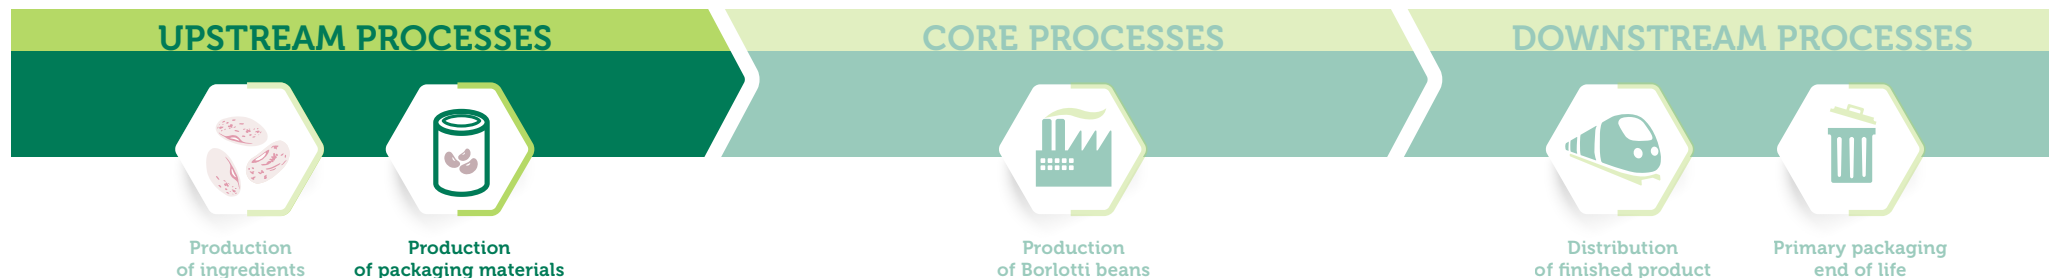 UPSTREAM PROCESSES
CORE PROCESSES
DOWNSTREAM PROCESSES
Production
of ingredients
Production
of packaging materials
Production
of Borlotti beans
Distribution
of finished product
Primary packaging
end of life